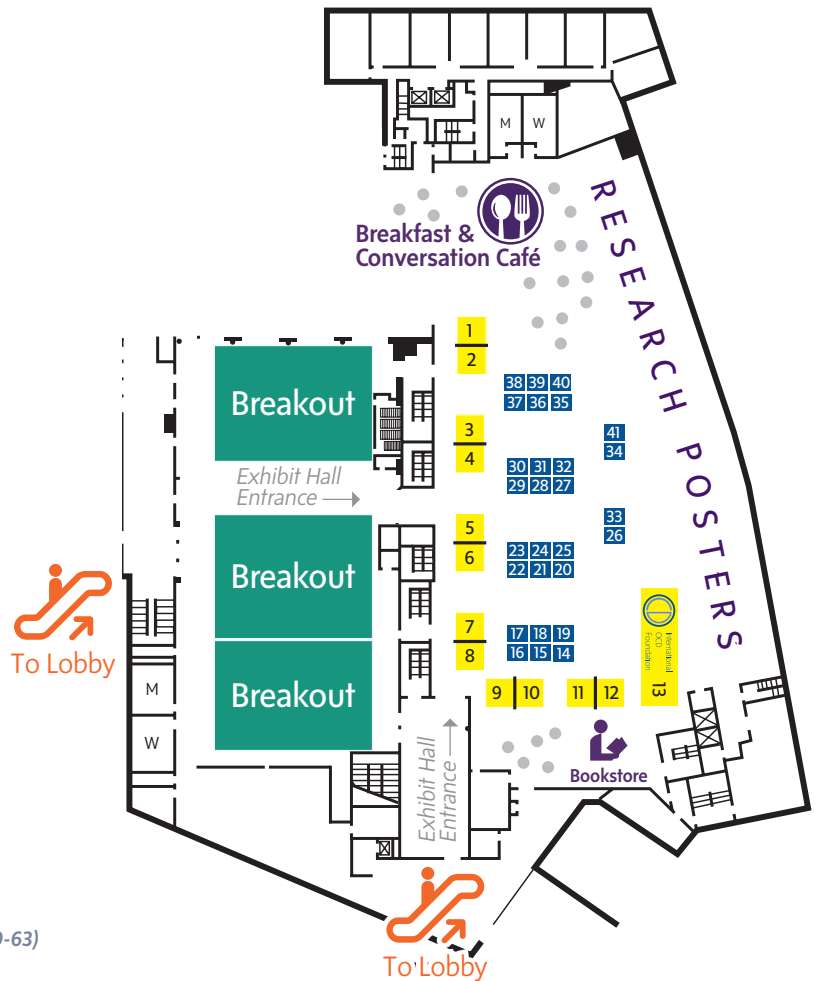 M W
Breakfast &
Conversation Café
RESEARCH POSTERS
1
2
38 39 40
37 36 35
Breakout
3
4
41
34
30 31 32
29 28 27
Exhibit Hall
Entrance
5
6
33
26
23 24 25
22 21 20
Breakout
To Lobby
7
8
17 18 19
16 15 14
International
OCD
Foundation
13
M
W
Breakout
9 10
11 12
Exhibit Hall
Entrance
Bookstore
-63)
To Lobby